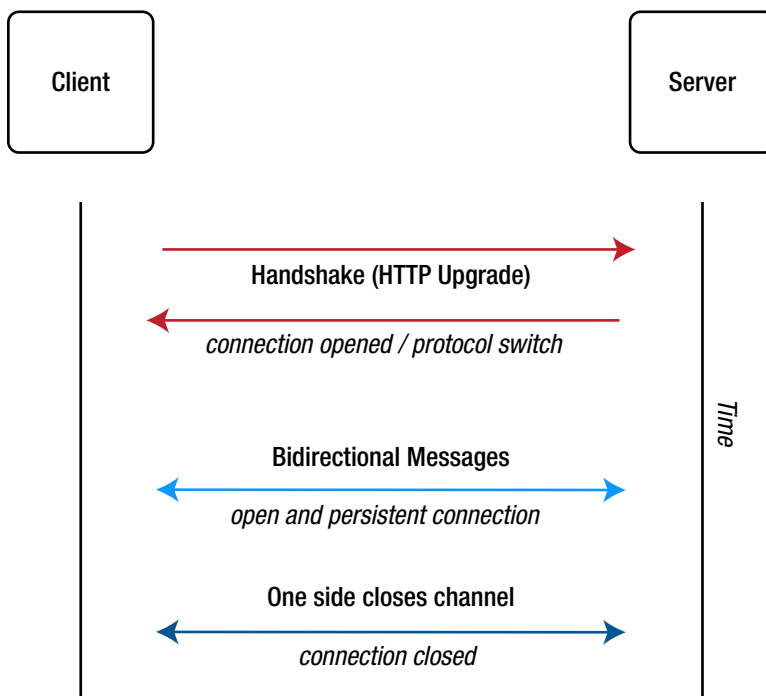 Client
Server
Handshake (HTTP Upgrade)
connection opened / protocol switch
Time
Bidirectional Messages
open and persistent connection
One side closes channel
connection closed